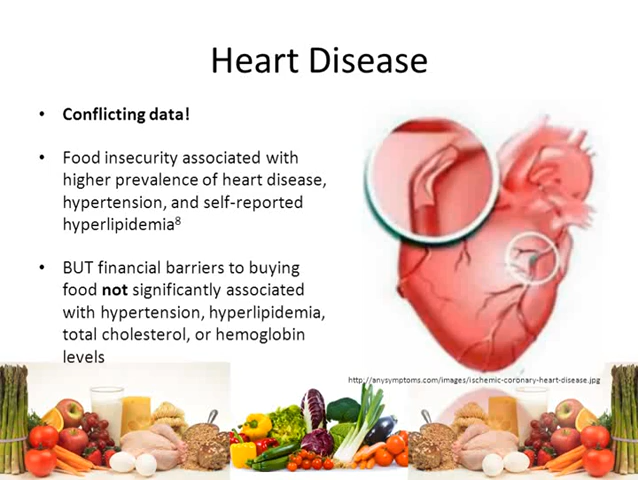 Heart Disease
• Conflicting data!
• Food insecurity associated with
higher prevalence of heart disease,
hypertension, and self-reported
hyperlipidemia⁸
• BUT financial barriers to buying
food not significantly associated
with hypertension, hyperlipidemia,
total cholesterol, or hemoglobin
levels
http://anysymptoms.com/images/ischemic-coronary-heart-disease.jpg